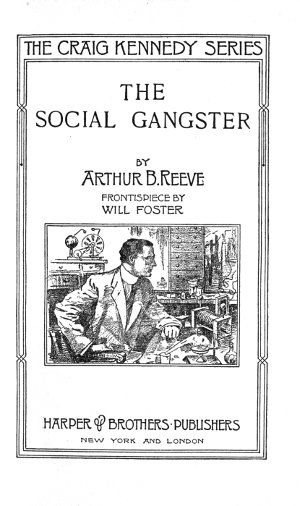 THE CRAIG KENNEDY SERIES
THE
SOCIAL GANGSTER
BY
ARTHUR B. REEVE
FRONTISPIECE BY
WILL FOSTER
HARPER & BROTHERS · PUBLISHERS
NEW YORK AND LONDON